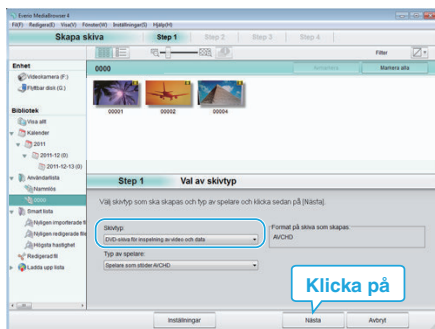 Everio MediaBrowser 4
Fil(F) Redigera(E) Visa(V) Fönster(W) Inställningar(S) Hjälp(H)
Skapa skiva
Step 1 Step 2 Step 3 Step 4
Filter
Enhet
Videokamera (F:)
Flyttbar disk (G:)
0000
Avmarkera
Markera alla
00001 00002 00004
Bibliotek
Visa allt
Kalender
2011
2011-12 (0)
2011-12-13 (0)
Användarlista
Namnlös
Smart lista
Nyligen importerade fi
Nyligen redigerade file
Högsta hastighet
Redigerad fil
Ladda upp lista
Step 1 Val av skivtyp
Välj skivtyp som ska skapas och typ av spelare och klicka sedan på [Nästa].
Skivtyp:
DVD-skiva för inspelning av video och data
Typ av spelare:
Spelare som stöder AVCHD
Format på skiva som skapas:
AVCHD
Klicka på
Inställningar
Nästa
Avbryt